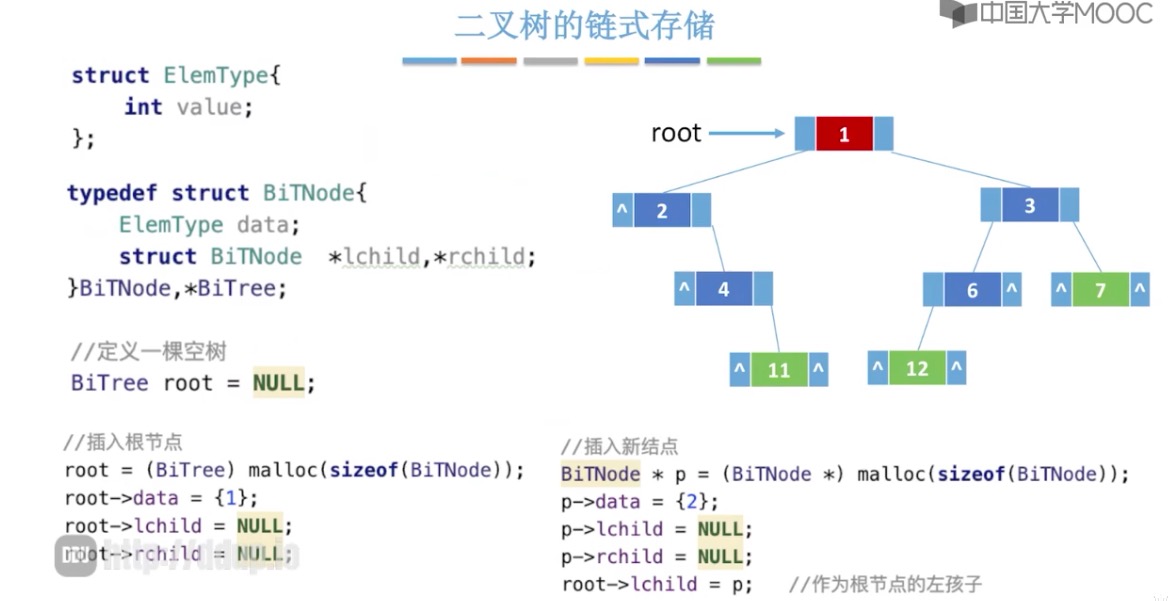 二叉树的链式存储
中国大学MOOC
struct ElemType{
int value;
};
typedef struct BiTNode{
ElemType data;
struct BiTNode *lchild,*rchild;
}BiTNode,*BiTree;
//定义一棵空树
BiTree root = NULL;
//插入根节点
root = (BiTree) malloc(sizeof(BiTNode));
root->data = {1};
root->lchild = NULL;
root->rchild = NULL;
root
1
^ 2
3
^ 4
6 ^
^ 7 ^
^ 11 ^
^ 12 ^
//插入新结点
BiTNode * p = (BiTNode *) malloc(sizeof(BiTNode));
p->data = {2};
p->lchild = NULL;
p->rchild = NULL;
root->lchild = p; //作为根节点的左孩子